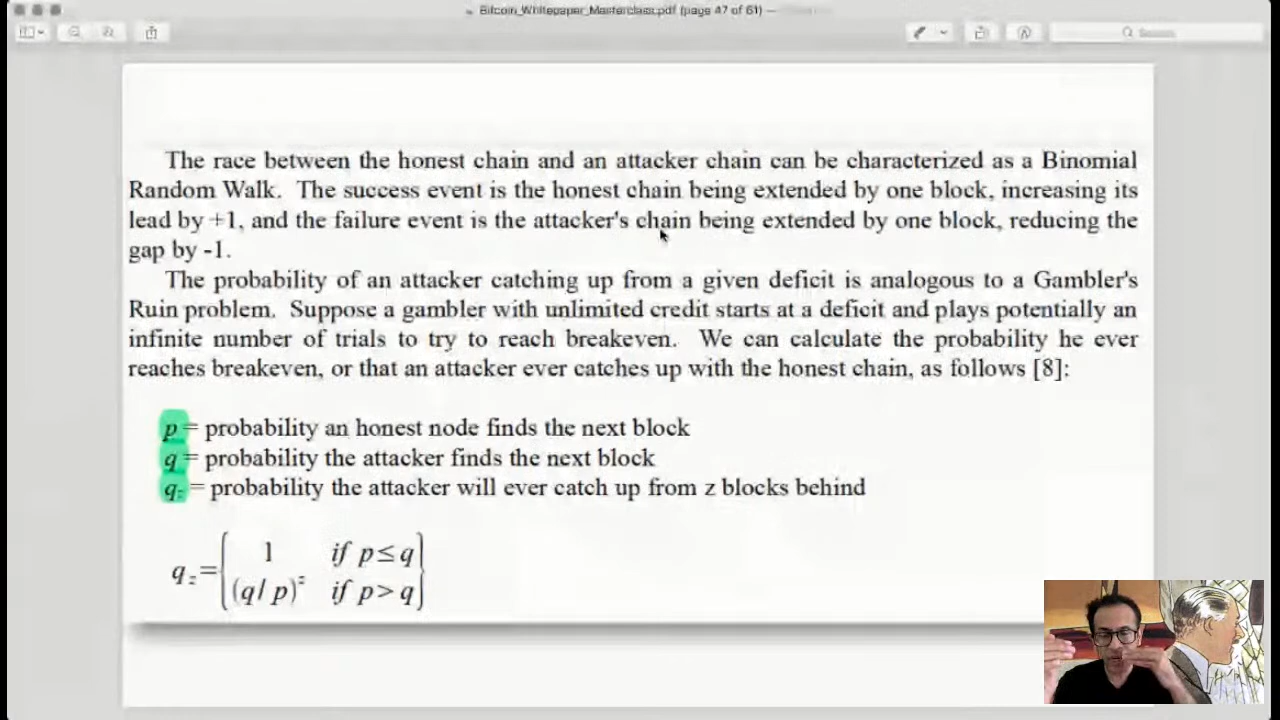 Bitcoin_Whitepaper_Masterclass.pdf (page 47 of 61) —
Search
The race between the honest chain and an attacker chain can be characterized as a Binomial
Random Walk. The success event is the honest chain being extended by one block, increasing its
lead by +1, and the failure event is the attacker's chain being extended by one block, reducing the
gap by -1.
The probability of an attacker catching up from a given deficit is analogous to a Gambler's
Ruin problem. Suppose a gambler with unlimited credit starts at a deficit and plays potentially an
infinite number of trials to try to reach breakeven. We can calculate the probability he ever
reaches breakeven, or that an attacker ever catches up with the honest chain, as follows [8]:
p = probability an honest node finds the next block
q = probability the attacker finds the next block
q_z = probability the attacker will ever catch up from z blocks behind
q_z = { 1 if p ≤ q
(q/p)^z if p > q }